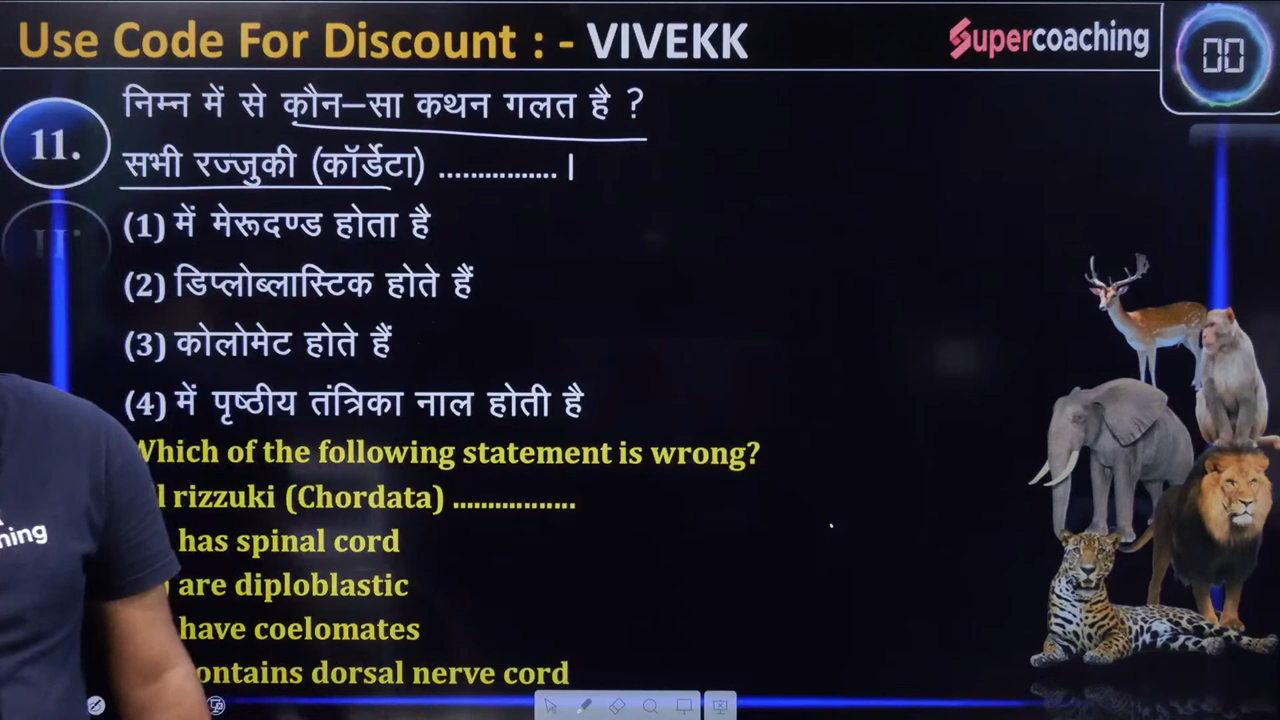 Use Code For Discount : - VIVEKK
Supercoaching
00
11.
निम्न में से कौन–सा कथन गलत है ?
सभी रज्जुकी (कॉर्डेटा) ................ ।
(1) में मेरूदण्ड होता है
(2) डिप्लोब्लास्टिक होते हैं
(3) कोलोमेट होते हैं
(4) में पृष्ठीय तंत्रिका नाल होती है
Which of the following statement is wrong?
rizzuki (Chordata) .................
has spinal cord
are diploblastic
have coelomates
dorsal nerve cord